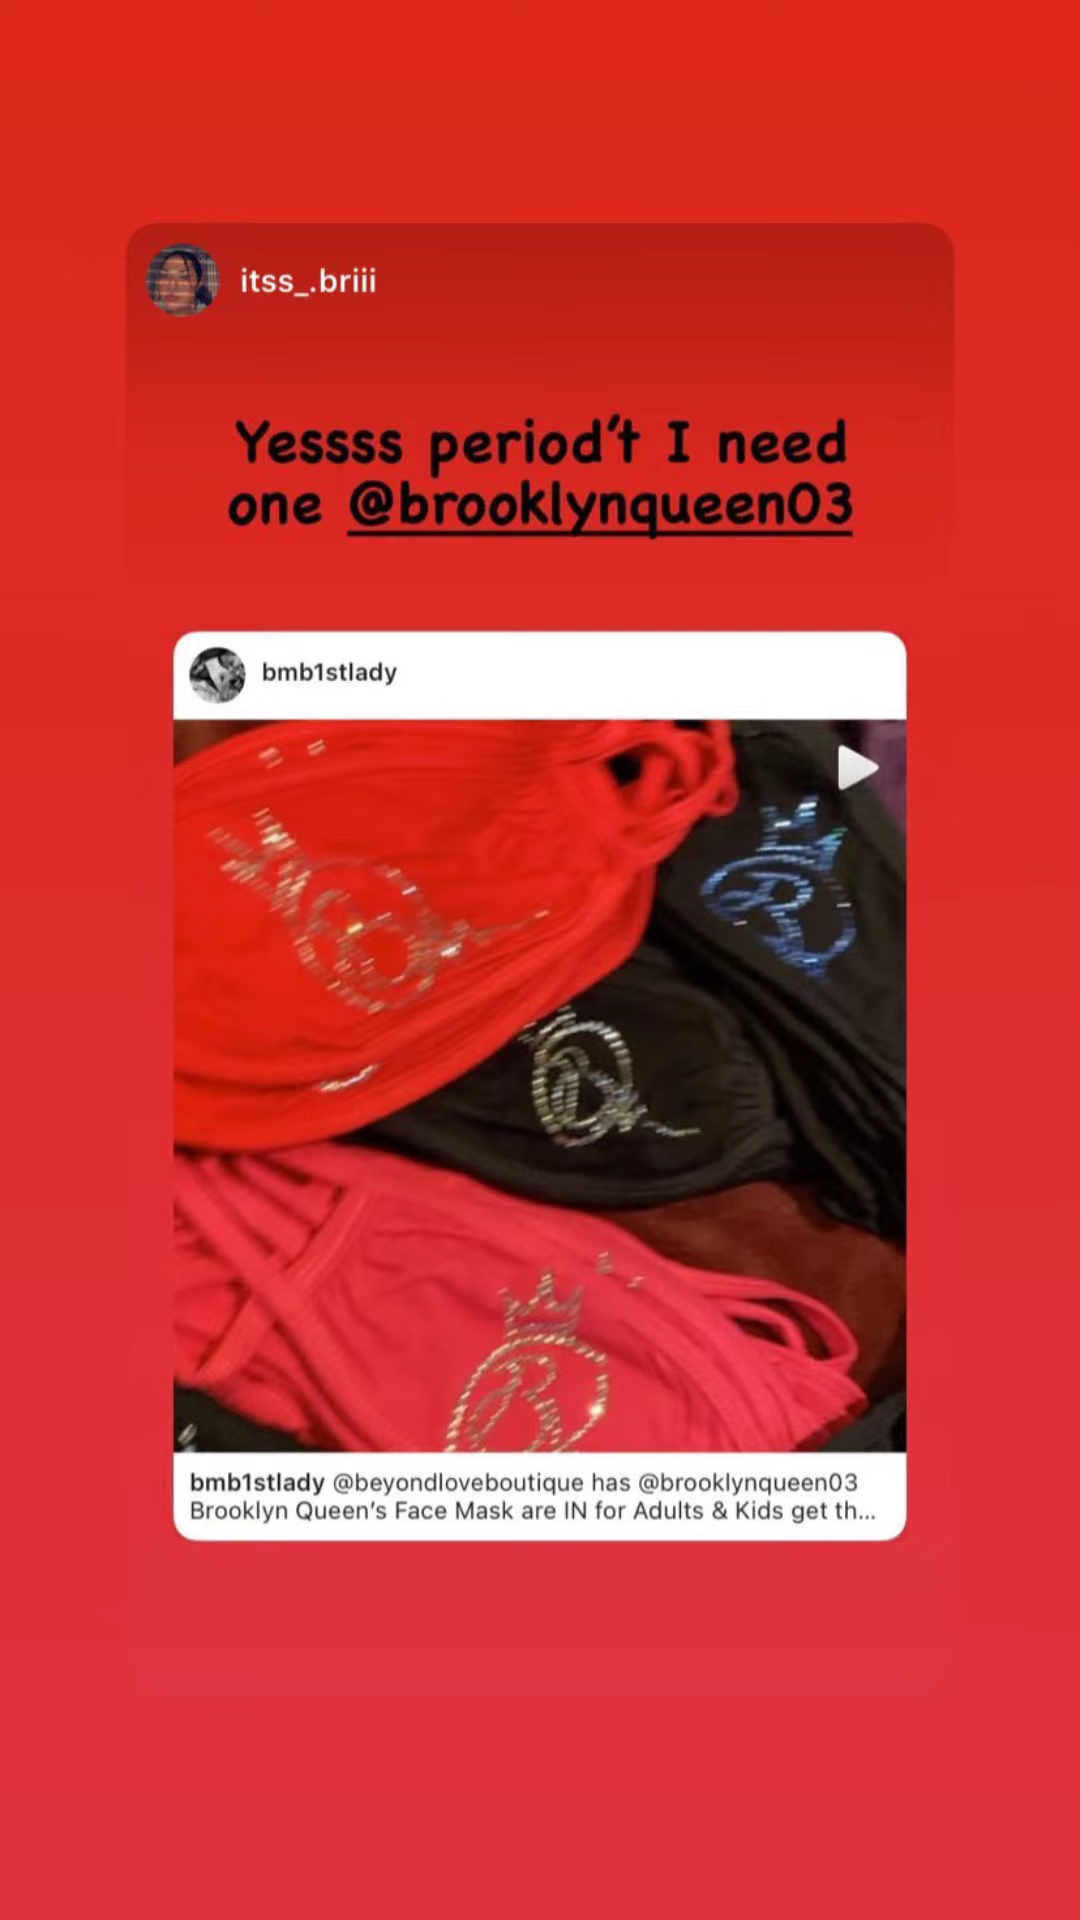 itss_.briii
Yessss period't I need
one @brooklynqueen03
bmb1stlady
bmb1stlady @beyondloveboutique has @brooklynqueen03
Brooklyn Queen's Face Mask are IN for Adults & Kids get th...